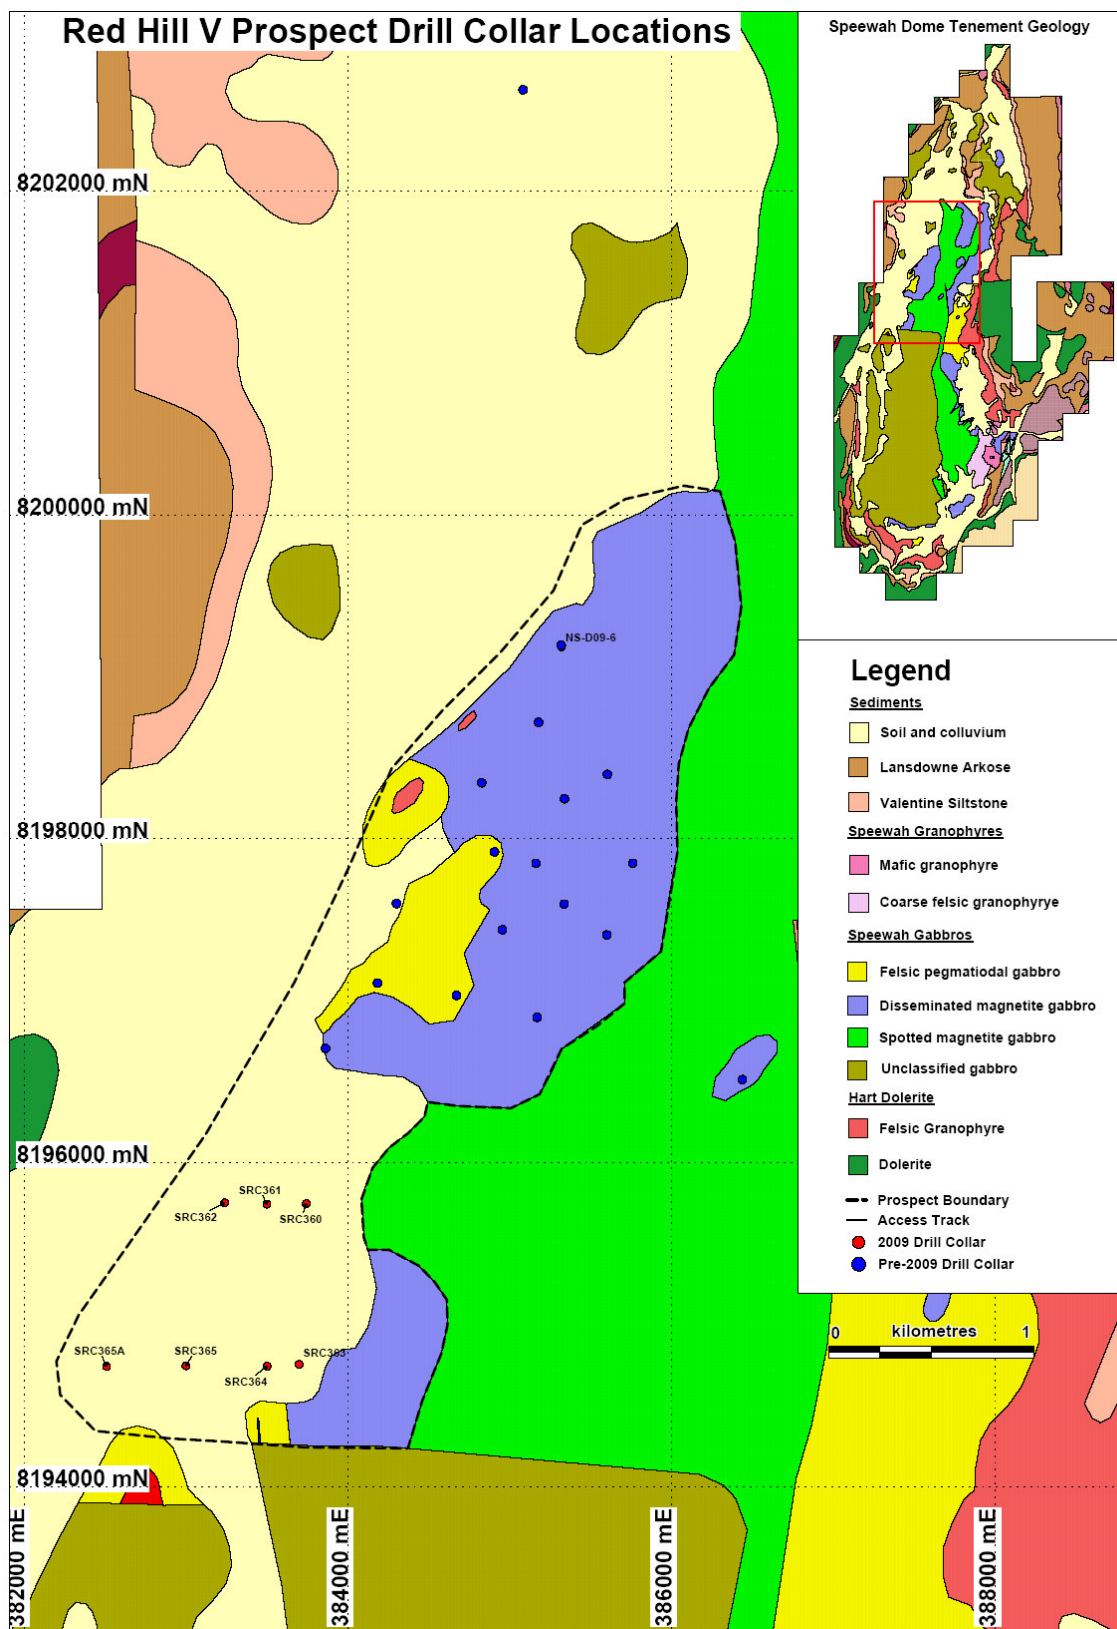 Red Hill V Prospect Drill Collar Locations
Speewah Dome Tenement Geology
8202000 mN
8200000 mN
NS-D09-6
8198000 mN
8196000 mN
SRC361
SRC362
SRC360
SRC365A
SRC365
SRC363
SRC364
8194000 mN
382000 mE
384000 mE
386000 mE
388000 mE
Legend
Sediments
Soil and colluvium
Lansdowne Arkose
Valentine Siltstone
Speewah Granophyres
Mafic granophyre
Coarse felsic granophyrye
Speewah Gabbros
Felsic pegmatiodal gabbro
Disseminated magnetite gabbro
Spotted magnetite gabbro
Unclassified gabbro
Hart Dolerite
Felsic Granophyre
Dolerite
Prospect Boundary
Access Track
2009 Drill Collar
Pre-2009 Drill Collar
0 kilometres 1